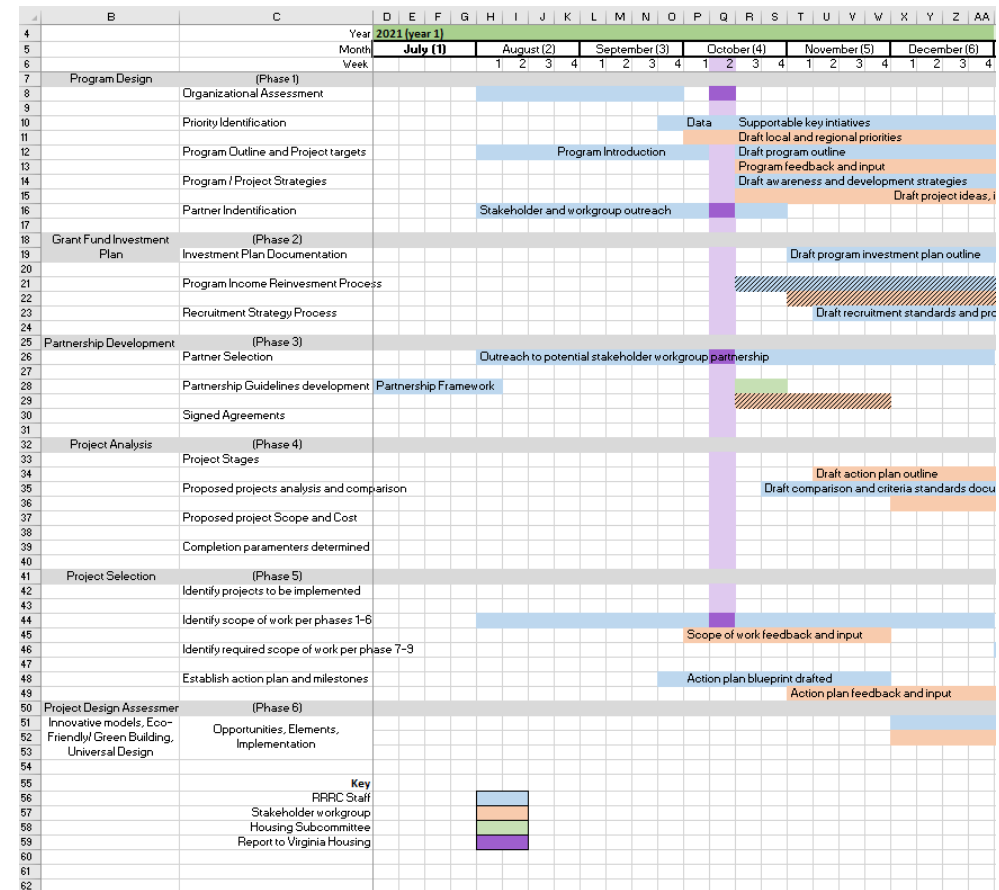 B C D E F G H I J K L M N O P Q R S T U V W X Y Z AA
4 Year 2021 (year 1)
5 Month July (1) August (2) September (3) October (4) November (5) December (6)
6 Week 1 2 3 4 1 2 3 4 1 2 3 4 1 2 3 4 1 2 3 4
7 Program Design (Phase 1)
8 Organizational Assessment
9
10 Priority Identification Data Supportable key intiatives
11 Draft local and regional priorities
12 Program Outline and Project targets Program Introduction Draft program outline
13 Program feedback and input
14 Program / Project Strategies Draft awareness and development strategies
15 Draft project ideas, i
16 Partner Indentification Stakeholder and workgroup outreach
17
18 Grant Fund Investment (Phase 2)
19 Plan Investment Plan Documentation Draft program investment plan outline
20
21 Program Income Reinvesment Process
22
23 Recruitment Strategy Process Draft recruitment standards and pro
24
25 Partnership Development (Phase 3)
26 Partner Selection Outreach to potential stakeholder workgroup partnership
27
28 Partnership Guidelines development Partnership Framework
29
30 Signed Agreements
31
32 Project Analysis (Phase 4)
33 Project Stages
34 Draft action plan outline
35 Proposed projects analysis and comparison Draft comparison and criteria standards docu
36
37 Proposed project Scope and Cost
38
39 Completion paramenters determined
40
41 Project Selection (Phase 5)
42 Identify projects to be implemented
43
44 Identify scope of work per phases 1-6
45 Scope of work feedback and input
46 Identify required scope of work per phase 7-9
47
48 Establish action plan and milestones Action plan blueprint drafted
49 Action plan feedback and input
50 Project Design Assessmer (Phase 6)
51 Innovative models, Eco-
52 Friendly/ Green Building, Opportunities, Elements,
53 Universal Design Implementation
54
55 Key
56 RRRC Staff
57 Stakeholder workgroup
58 Housing Subcommittee
59 Report to Virginia Housing
60
61
62